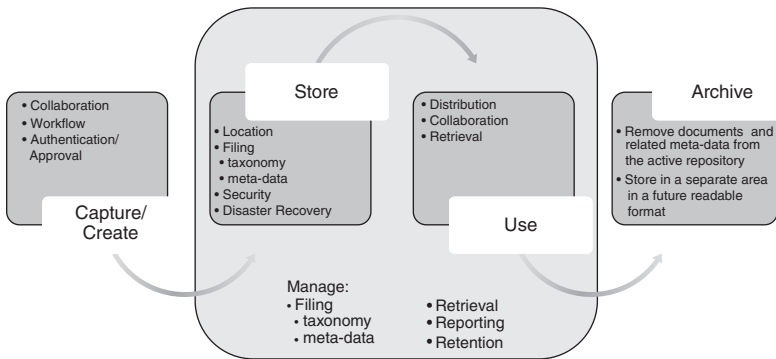 • Collaboration
• Workflow
• Authentication/
Approval
Capture/
Create
Store
• Location
• Filing
• taxonomy
• meta-data
• Security
• Disaster Recovery
• Distribution
• Collaboration
• Retrieval
Use
Archive
• Remove documents and
related meta-data from
the active repository
• Store in a separate area
in a future readable
format
Manage:
• Filing
• taxonomy
• meta-data
• Retrieval
• Reporting
• Retention